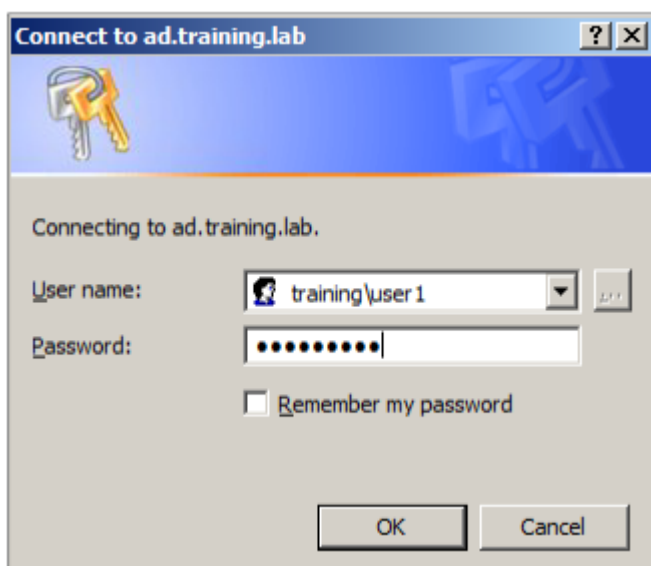 Connect to ad.training.lab
Connecting to ad.training.lab.
User name: training\user1 ...
Password: ●●●●●●●●●
Remember my password
OK Cancel